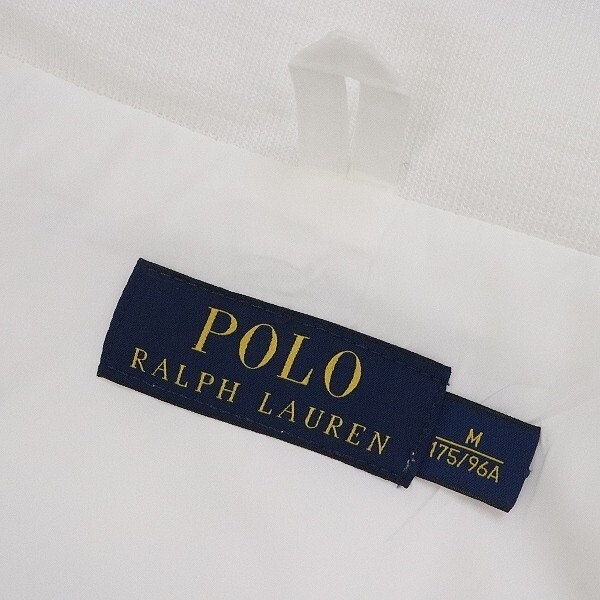 POLO
RALPH LAUREN
M
175/96A